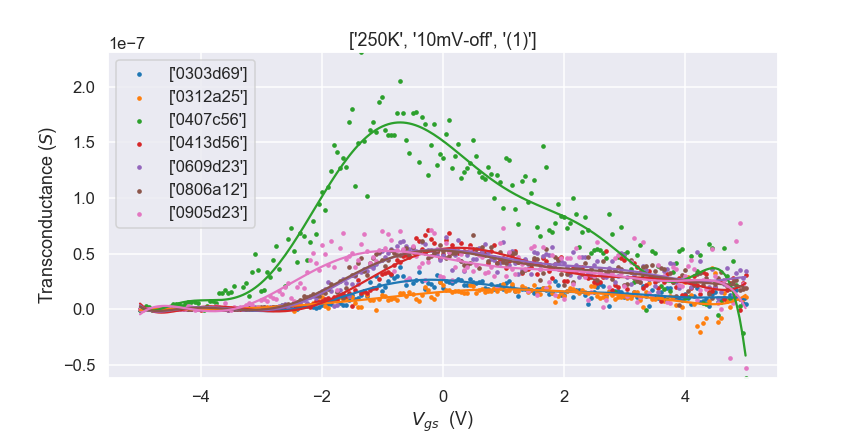 ['250K', '10mV-off', '(1)']
1e−7
['0303d69']
['0312a25']
['0407c56']
['0413d56']
['0609d23']
['0806a12']
['0905d23']
2.0
1.5
1.0
0.5
0.0
−0.5
Transconductance (S)
−4 −2 0 2 4
Vgs (V)